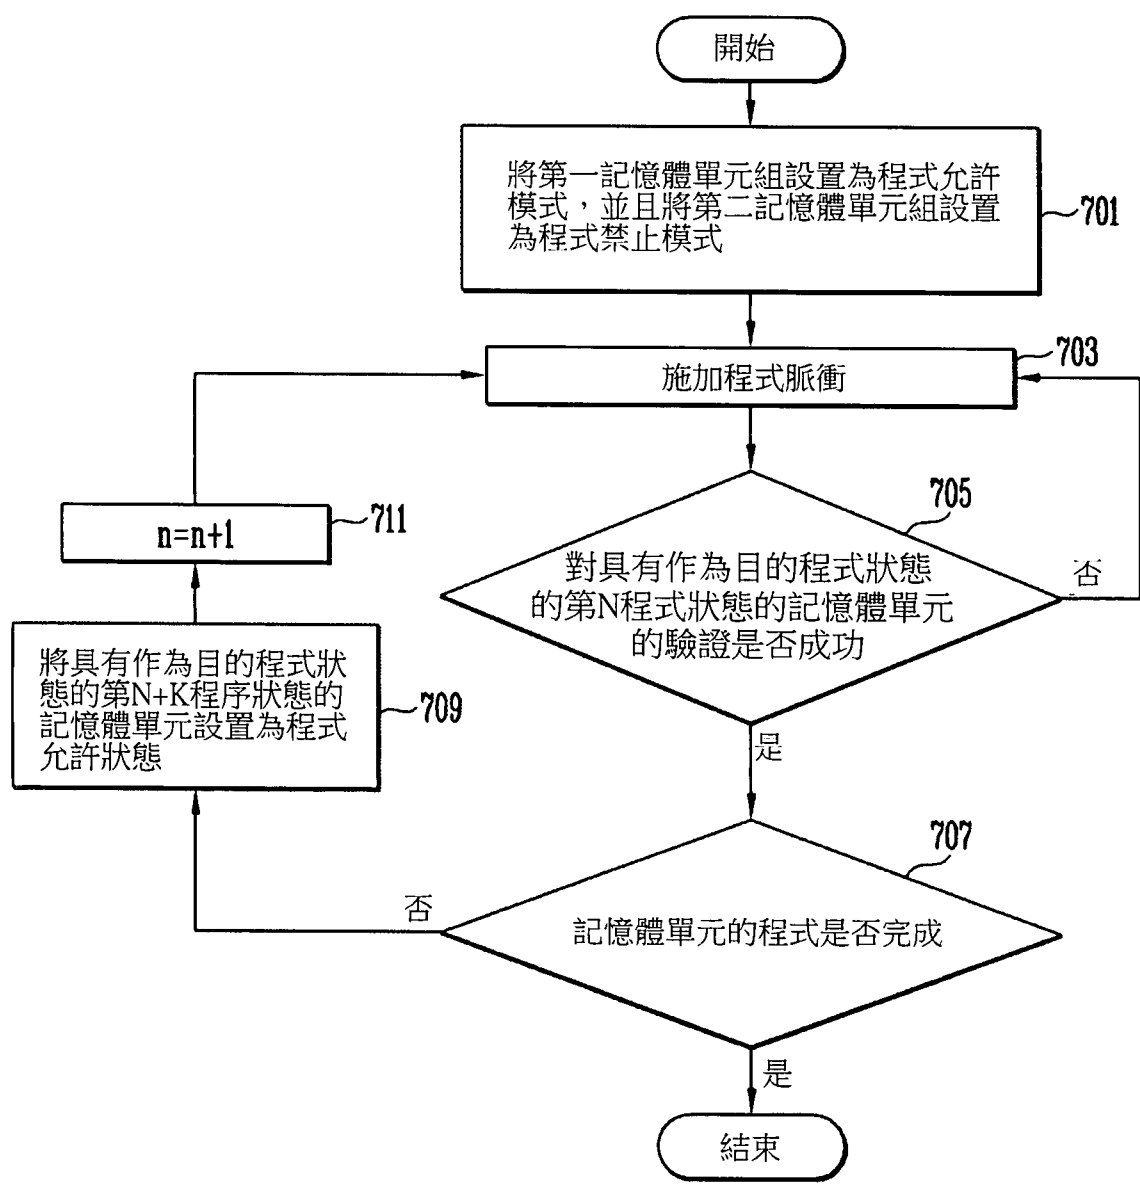 開始
將第一記憶體單元組設置為程式允許
模式，並且將第二記憶體單元組設置
為程式禁止模式
701
施加程式脈衝
703
705
對具有作為目的程式狀態
的第N程式狀態的記憶體單元
的驗證是否成功
否
n=n+1
711
將具有作為目的程式狀
態的第N+K程序狀態的
記憶體單元設置為程式
允許狀態
709
是
707
記憶體單元的程式是否完成
否
是
結束